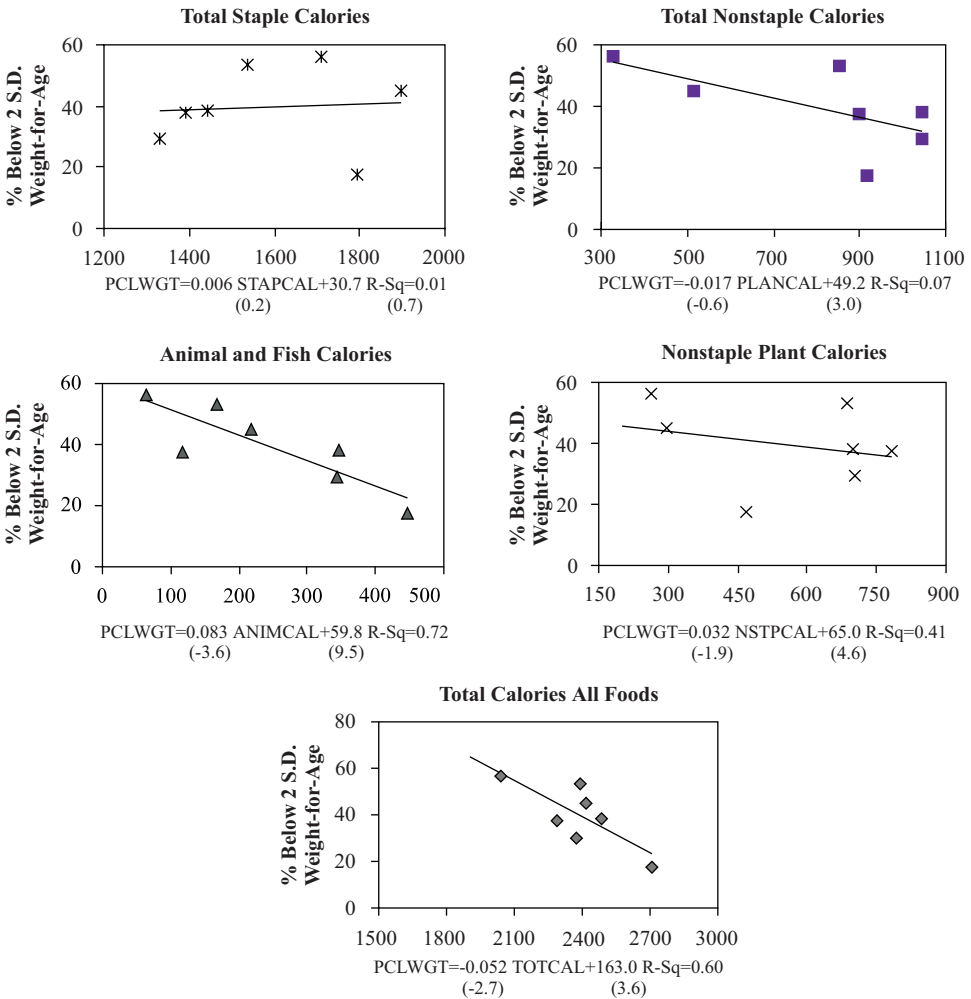 Total Staple Calories
% Below 2 S.D.
Weight-for-Age
60
40
20
0
1200 1400 1600 1800 2000
PCLWGT=0.006 STAPCAL+30.7 R-Sq=0.01
(0.2) (0.7)
Total Nonstaple Calories
% Below 2 S.D.
Weight-for-Age
60
40
20
0
300 500 700 900 1100
PCLWGT=-0.017 PLANCAL+49.2 R-Sq=0.07
(-0.6) (3.0)
Animal and Fish Calories
% Below 2 S.D.
Weight-for-Age
60
40
20
0
0 100 200 300 400 500
PCLWGT=0.083 ANIMCAL+59.8 R-Sq=0.72
(-3.6) (9.5)
Nonstaple Plant Calories
% Below 2 S.D.
Weight-for-Age
60
40
20
0
150 300 450 600 750 900
PCLWGT=0.032 NSTPCAL+65.0 R-Sq=0.41
(-1.9) (4.6)
Total Calories All Foods
% Below 2 S.D.
Weight-for-Age
80
60
40
20
0
1500 1800 2100 2400 2700 3000
PCLWGT=-0.052 TOTCAL+163.0 R-Sq=0.60
(-2.7) (3.6)